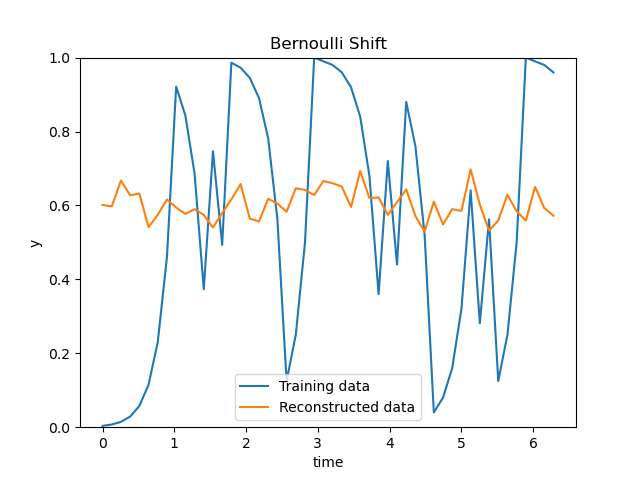 Bernoulli Shift
y
1.0
0.8
0.6
0.4
0.2
0.0
Training data
Reconstructed data
0 1 2 3 4 5 6
time